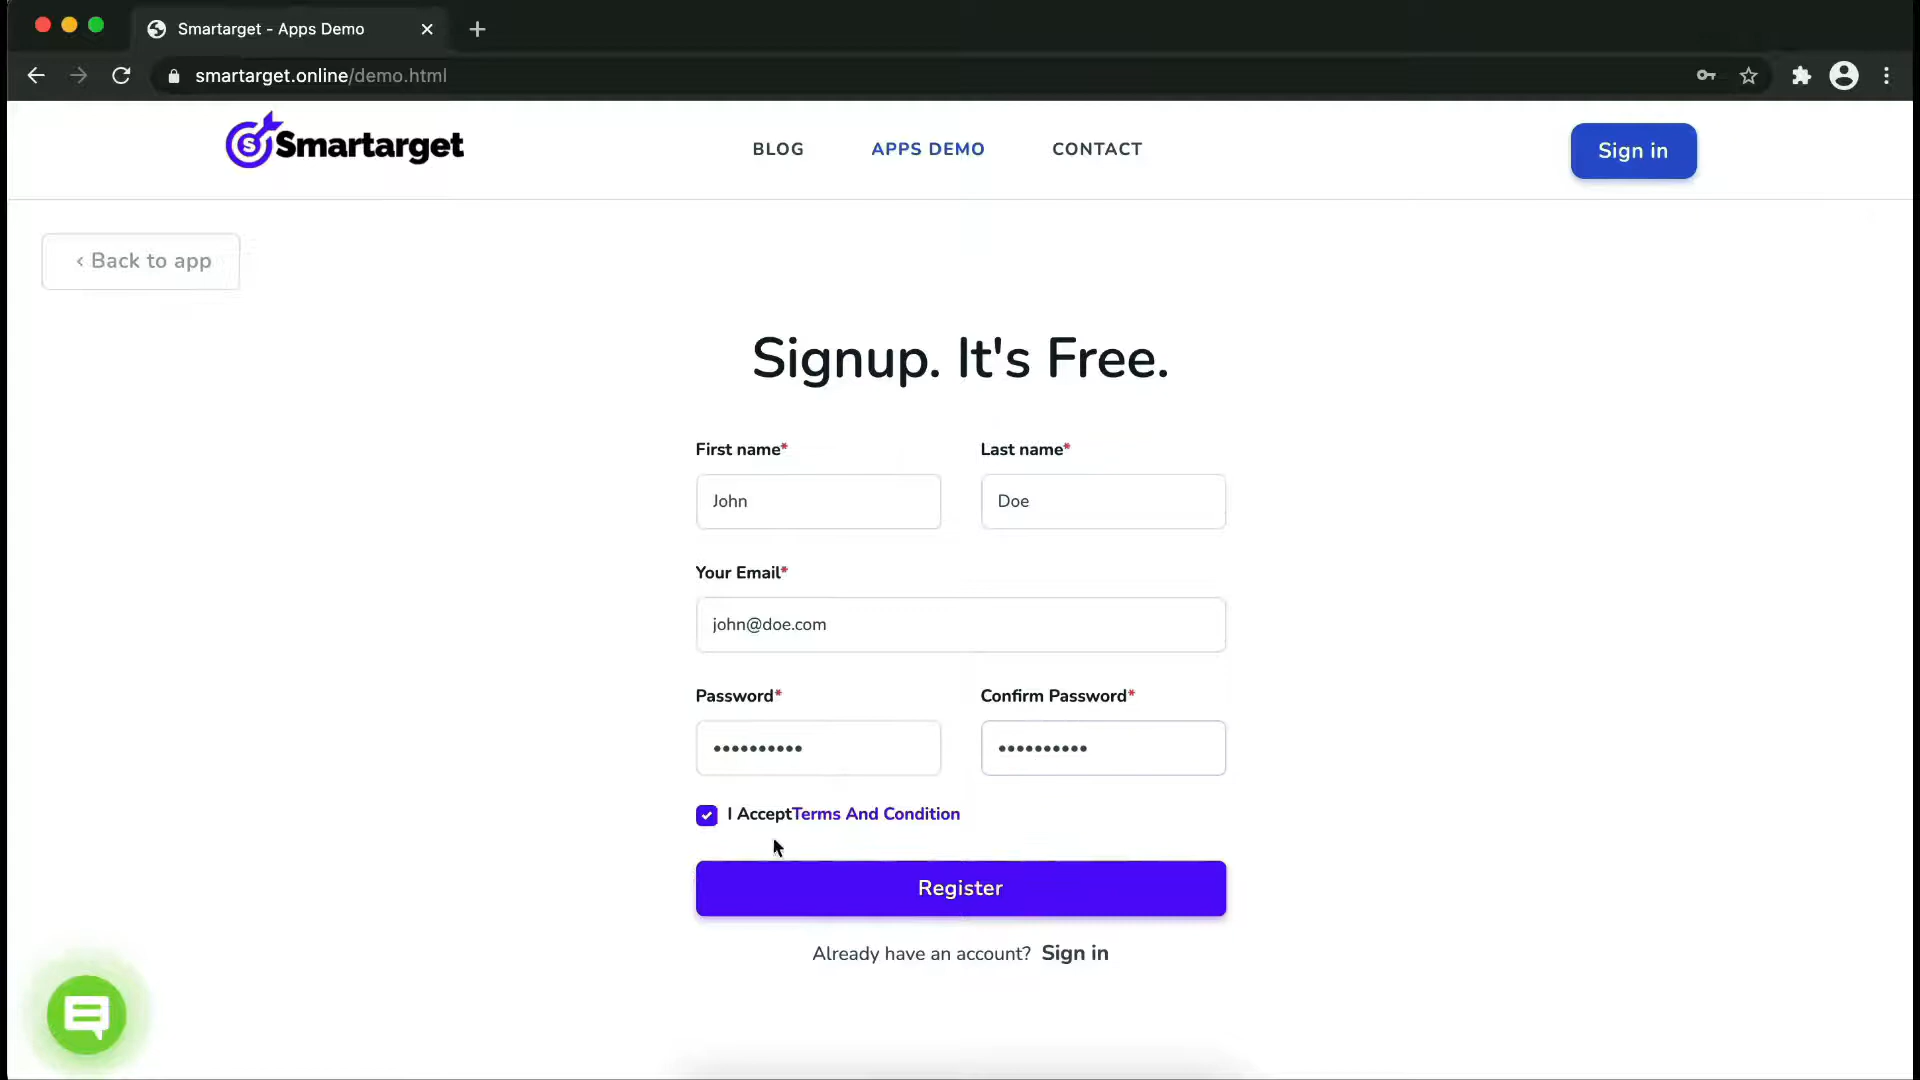 Smartarget - Apps Demo
smartarget.online/demo.html
Smartarget
BLOG
APPS DEMO
CONTACT
Sign in
‹ Back to app
Signup. It's Free.
First name*
Last name*
John
Doe
Your Email*
john@doe.com
Password*
Confirm Password*
••••••••••
••••••••••
I AcceptTerms And Condition
Register
Already have an account? Sign in